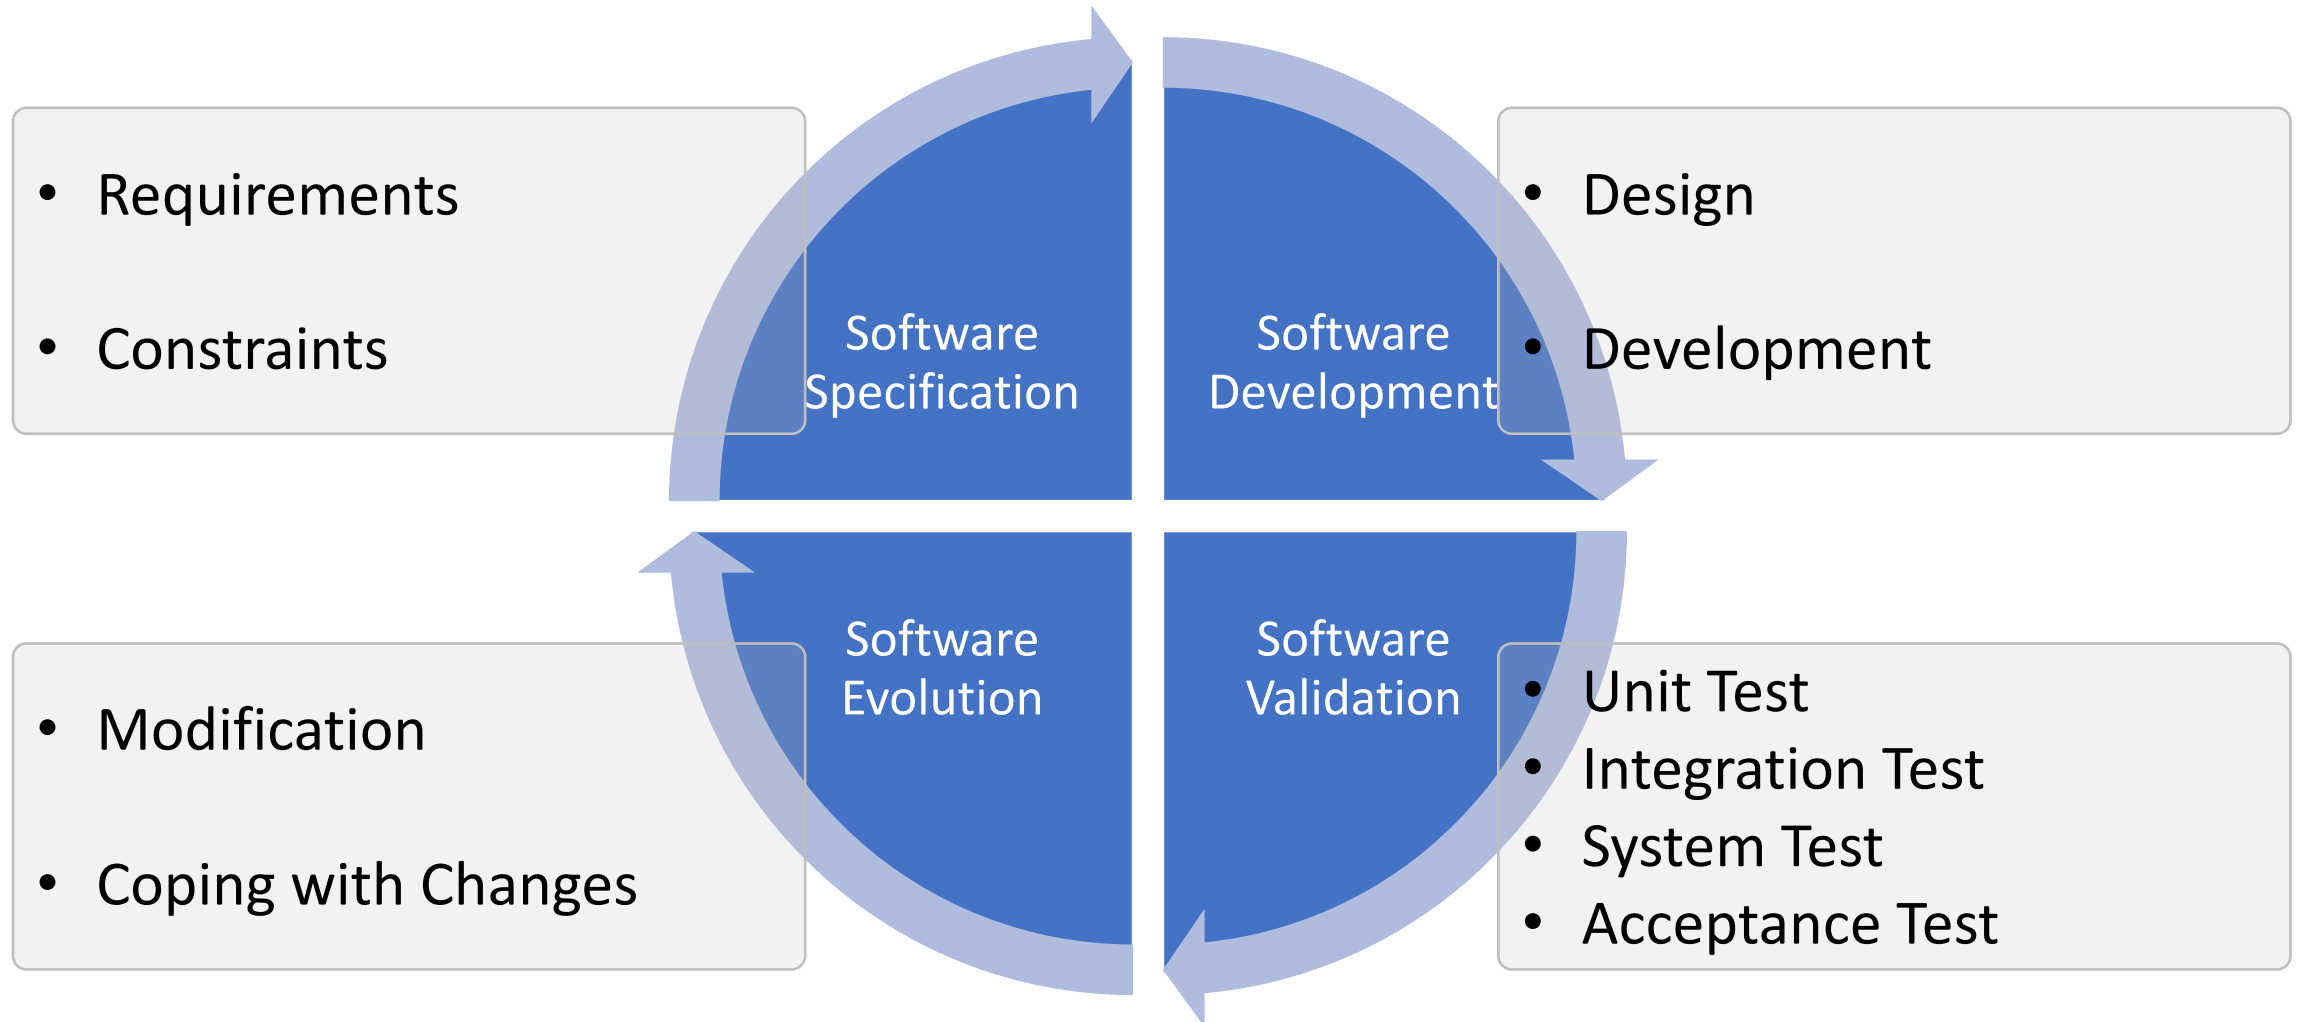 • Requirements
• Constraints
Software
Specification
Software
Development
• Design
• Development
• Modification
• Coping with Changes
Software
Evolution
Software
Validation
• Unit Test
• Integration Test
• System Test
• Acceptance Test